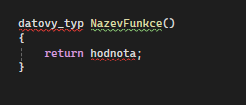 datovy_typ NazevFunkce()
{
    return hodnota;
}